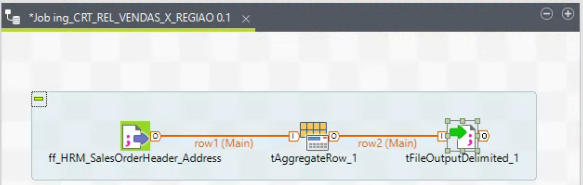 *Job ing_CRT_REL_VENDAS_X_REGIAO 0.1
O
row1 (Main)
I
O
row2 (Main)
I
O
ff_HRM_SalesOrderHeader_Address
tAggregateRow_1
tFileOutputDelimited_1